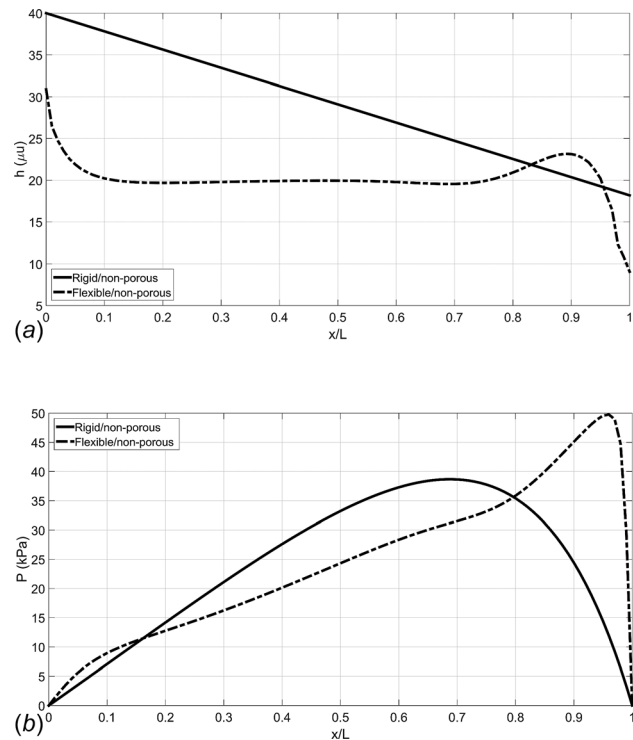 40
35
30
25
20
15
10
5
h (μu)
Rigid/non-porous
Flexible/non-porous
0 0.1 0.2 0.3 0.4 0.5 0.6 0.7 0.8 0.9 1
x/L
(a)
50
45
40
35
30
25
20
15
10
5
0
P (kPa)
Rigid/non-porous
Flexible/non-porous
0 0.1 0.2 0.3 0.4 0.5 0.6 0.7 0.8 0.9 1
x/L
(b)